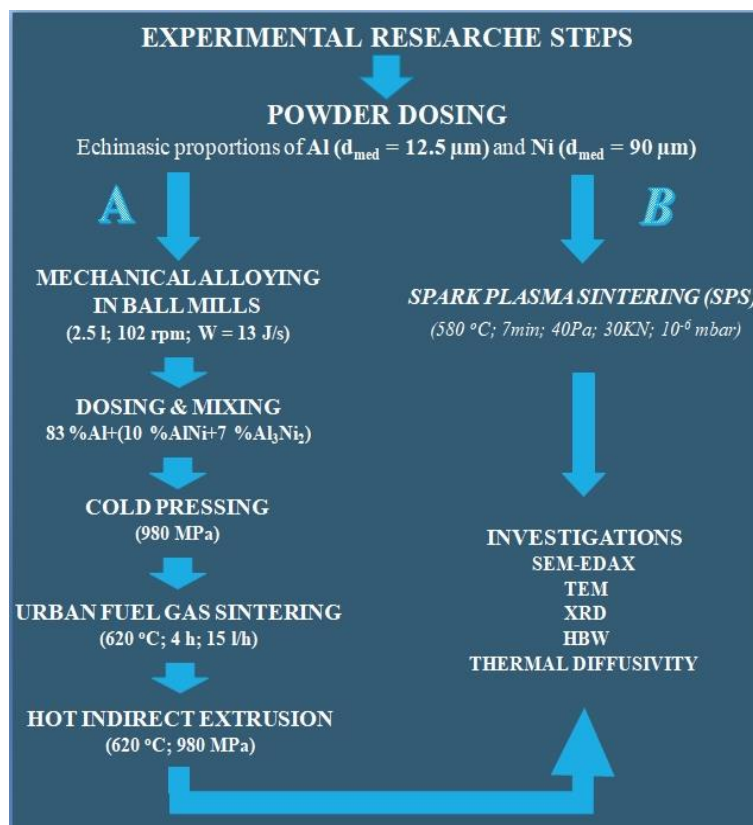 EXPERIMENTAL RESEARCHE STEPS
POWDER DOSING
Echimasic proportions of Al (d_med = 12.5 µm) and Ni (d_med = 90 µm)
A
MECHANICAL ALLOYING
IN BALL MILLS
(2.5 l; 102 rpm; W = 13 J/s)
DOSING & MIXING
83 %Al+(10 %AlNi+7 %Al₃Ni₂)
COLD PRESSING
(980 MPa)
URBAN FUEL GAS SINTERING
(620 °C; 4 h; 15 l/h)
HOT INDIRECT EXTRUSION
(620 °C; 980 MPa)
B
SPARK PLASMA SINTERING (SPS)
(580 °C; 7min; 40Pa; 30KN; 10⁻⁶ mbar)
INVESTIGATIONS
SEM-EDAX
TEM
XRD
HBW
THERMAL DIFFUSIVITY